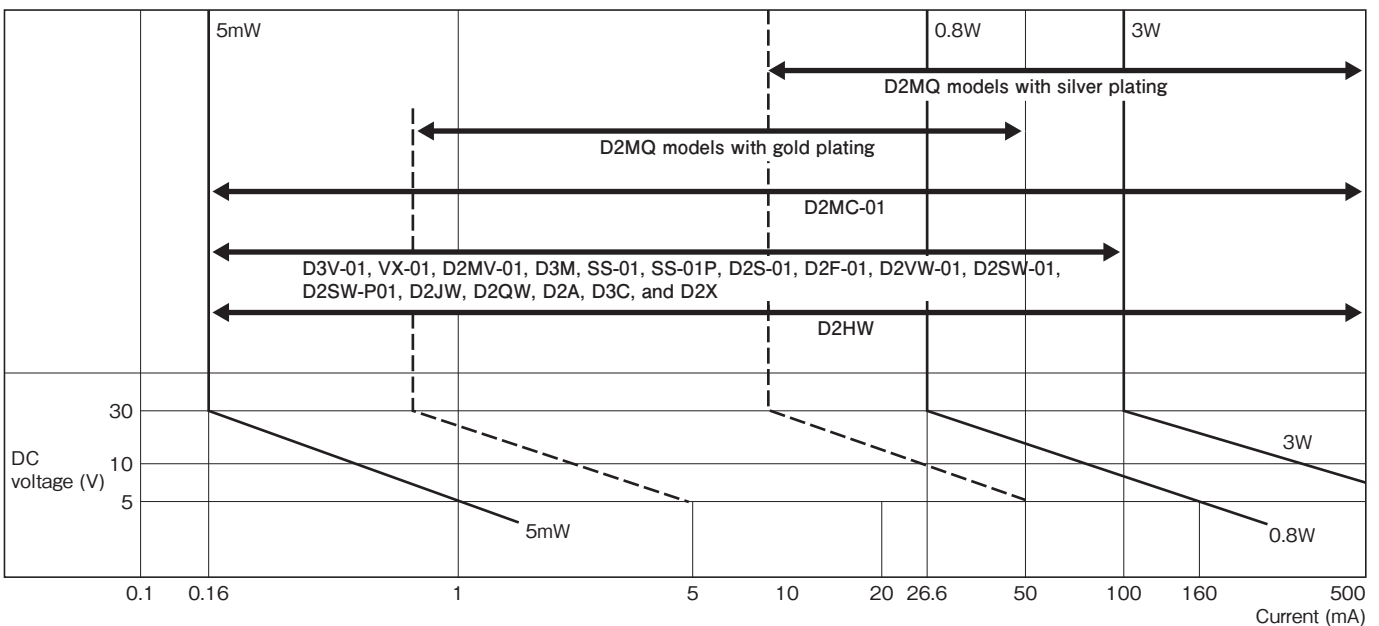 5mW
0.8W
3W
D2MQ models with silver plating
D2MQ models with gold plating
D2MC-01
D3V-01, VX-01, D2MV-01, D3M, SS-01, SS-01P, D2S-01, D2F-01, D2VW-01, D2SW-01,
D2SW-P01, D2JW, D2QW, D2A, D3C, and D2X
D2HW
30
DC
voltage (V)
10
5
3W
5mW
0.8W
0.1
0.16
1
5
10
20
26.6
50
100
160
500
Current (mA)